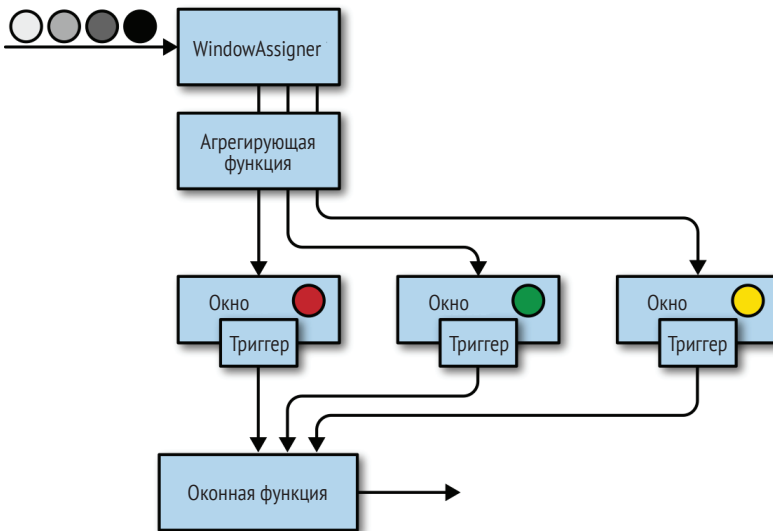 WindowAssigner
Агрегирующая
функция
Окно
Окно
Окно
Триггер
Триггер
Триггер
Оконная функция